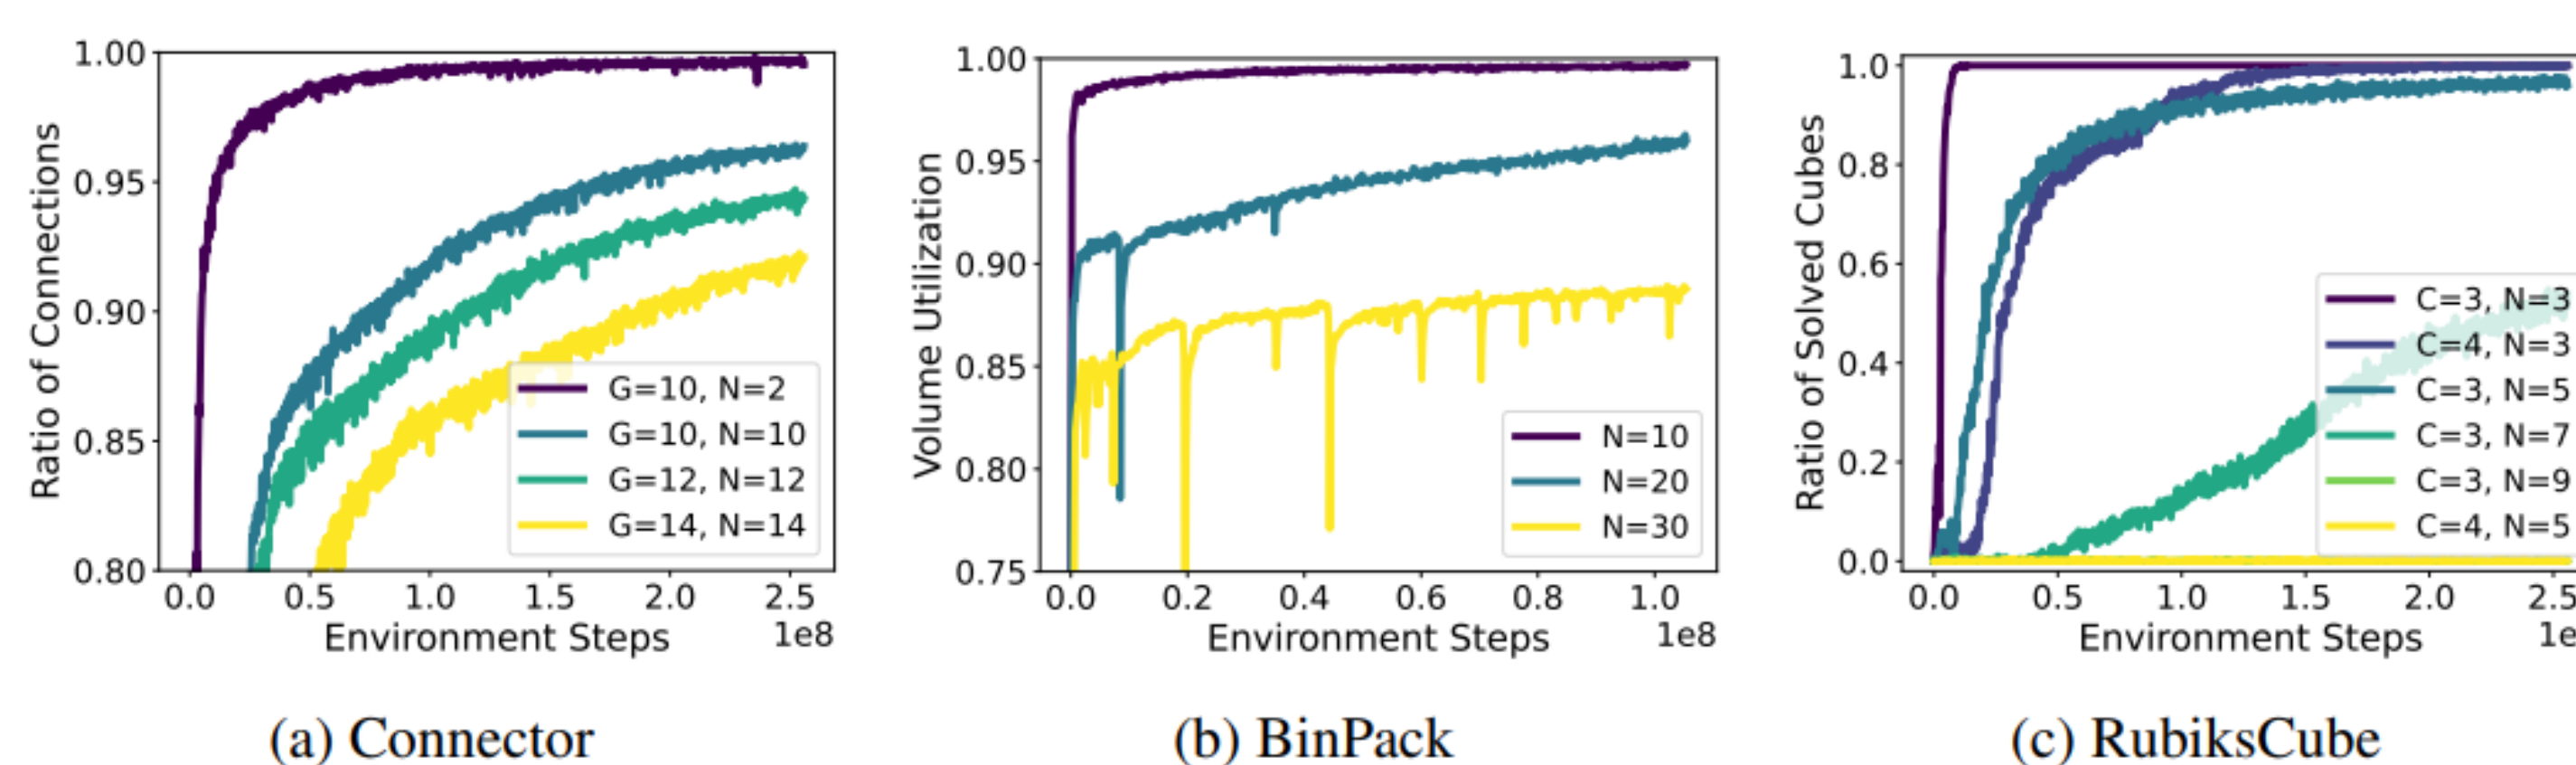 Ratio of Connections
1.00
0.95
0.90
0.85
0.80
0.0 0.5 1.0 1.5 2.0 2.5
Environment Steps 1e8
G=10, N=2
G=10, N=10
G=12, N=12
G=14, N=14
(a) Connector
Volume Utilization
1.00
0.95
0.90
0.85
0.80
0.75
0.0 0.2 0.4 0.6 0.8 1.0
Environment Steps 1e8
N=10
N=20
N=30
(b) BinPack
Ratio of Solved Cubes
1.0
0.8
0.6
0.4
0.2
0.0
0.0 0.5 1.0 1.5 2.0 2.5
Environment Steps 1e
C=3, N=3
C=4, N=3
C=3, N=5
C=3, N=7
C=3, N=9
C=4, N=5
(c) RubiksCube